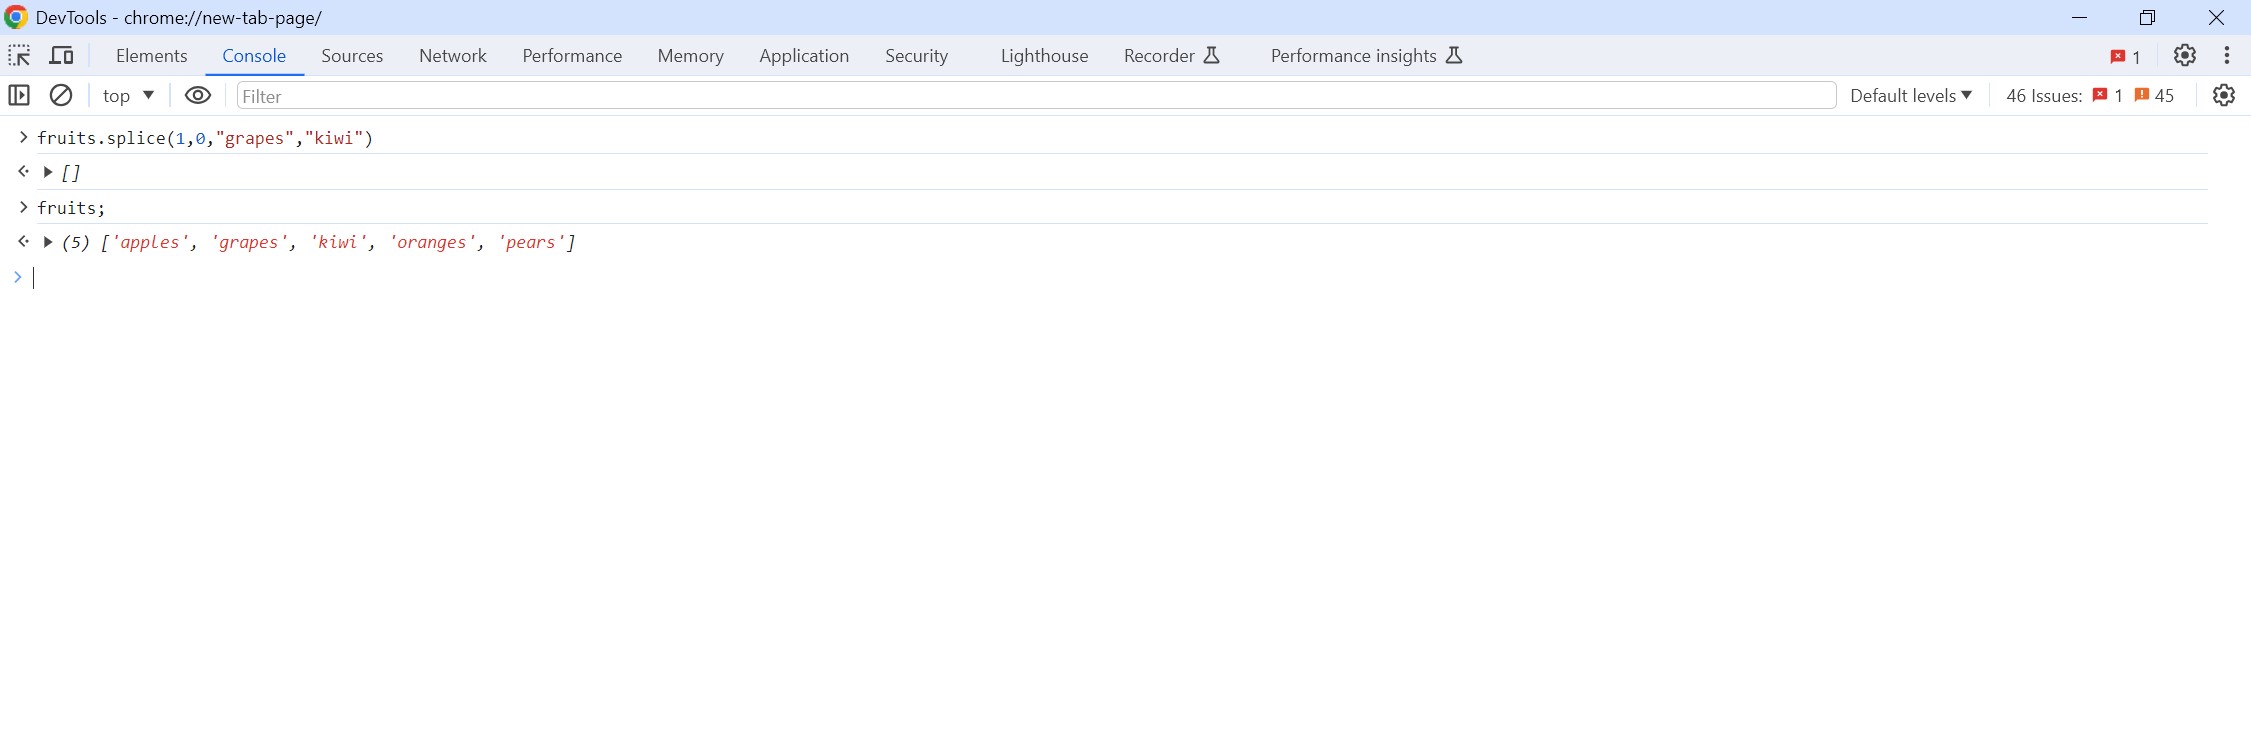 DevTools - chrome://new-tab-page/
Elements Console Sources Network Performance Memory Application Security Lighthouse Recorder Performance insights 1
top Filter Default levels 46 Issues: 1 45
fruits.splice(1,0,"grapes","kiwi")
[]
fruits;
(5) ['apples', 'grapes', 'kiwi', 'oranges', 'pears']